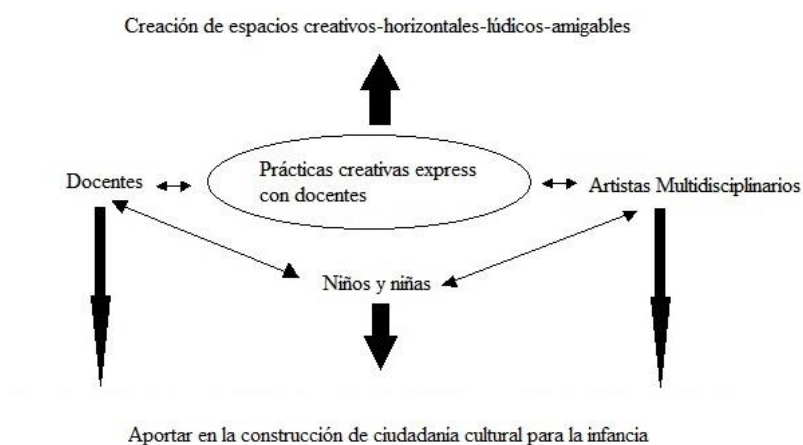 Creación de espacios creativos-horizontales-lúdicos-amigables
Prácticas creativas express
con docentes
Docentes
Artistas Multidisciplinarios
Niños y niñas
Aportar en la construcción de ciudadanía cultural para la infancia